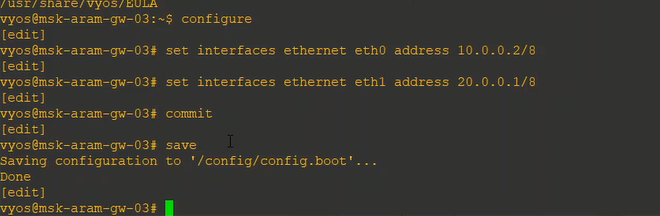 /usr/share/vyos/EULA
vyos@msk-aram-gw-03:~$ configure
[edit]
vyos@msk-aram-gw-03# set interfaces ethernet eth0 address 10.0.0.2/8
[edit]
vyos@msk-aram-gw-03# set interfaces ethernet eth1 address 20.0.0.1/8
[edit]
vyos@msk-aram-gw-03# commit
[edit]
vyos@msk-aram-gw-03# save
Saving configuration to '/config/config.boot'...
Done
[edit]
vyos@msk-aram-gw-03#